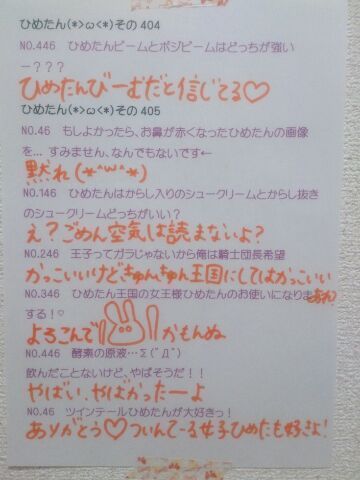 ひめたん(*>ω<*)その 404
NO.446　ひめたんビームとポジピームはどっちが強い
ー？？？
ひめたんびーむだと信じてる♡
ひめたん(*>ω<*)その 405
NO.46　もしよかったら、お鼻が赤くなったひめたんの画像
を… すみません、なんでもないです←
黙れ(*^ω^*)
NO.146　ひめたんはからし入りのシュークリームとからし抜き
のシュークリームどっちがいい？
え？ごめん空気は読まないよ？
NO.246　王子ってガラじゃないから俺は騎士団長希望
かっこいいけどきゅんきゅん王国にしてはかっこいい
NO.346　ひめたん王国の女王様ひめたんのお使いになりま
する！♡
よろこんで かもんぬ
NO.446　酵素の原液…Σ(ﾟДﾟ)
飲んだことないけど、やばそうだ！！
やばい、やばかったーよ
NO.46　ツインテールひめたんが大好きっ！
ありがとう♡ついんてーる女子ひめたも好きよ！